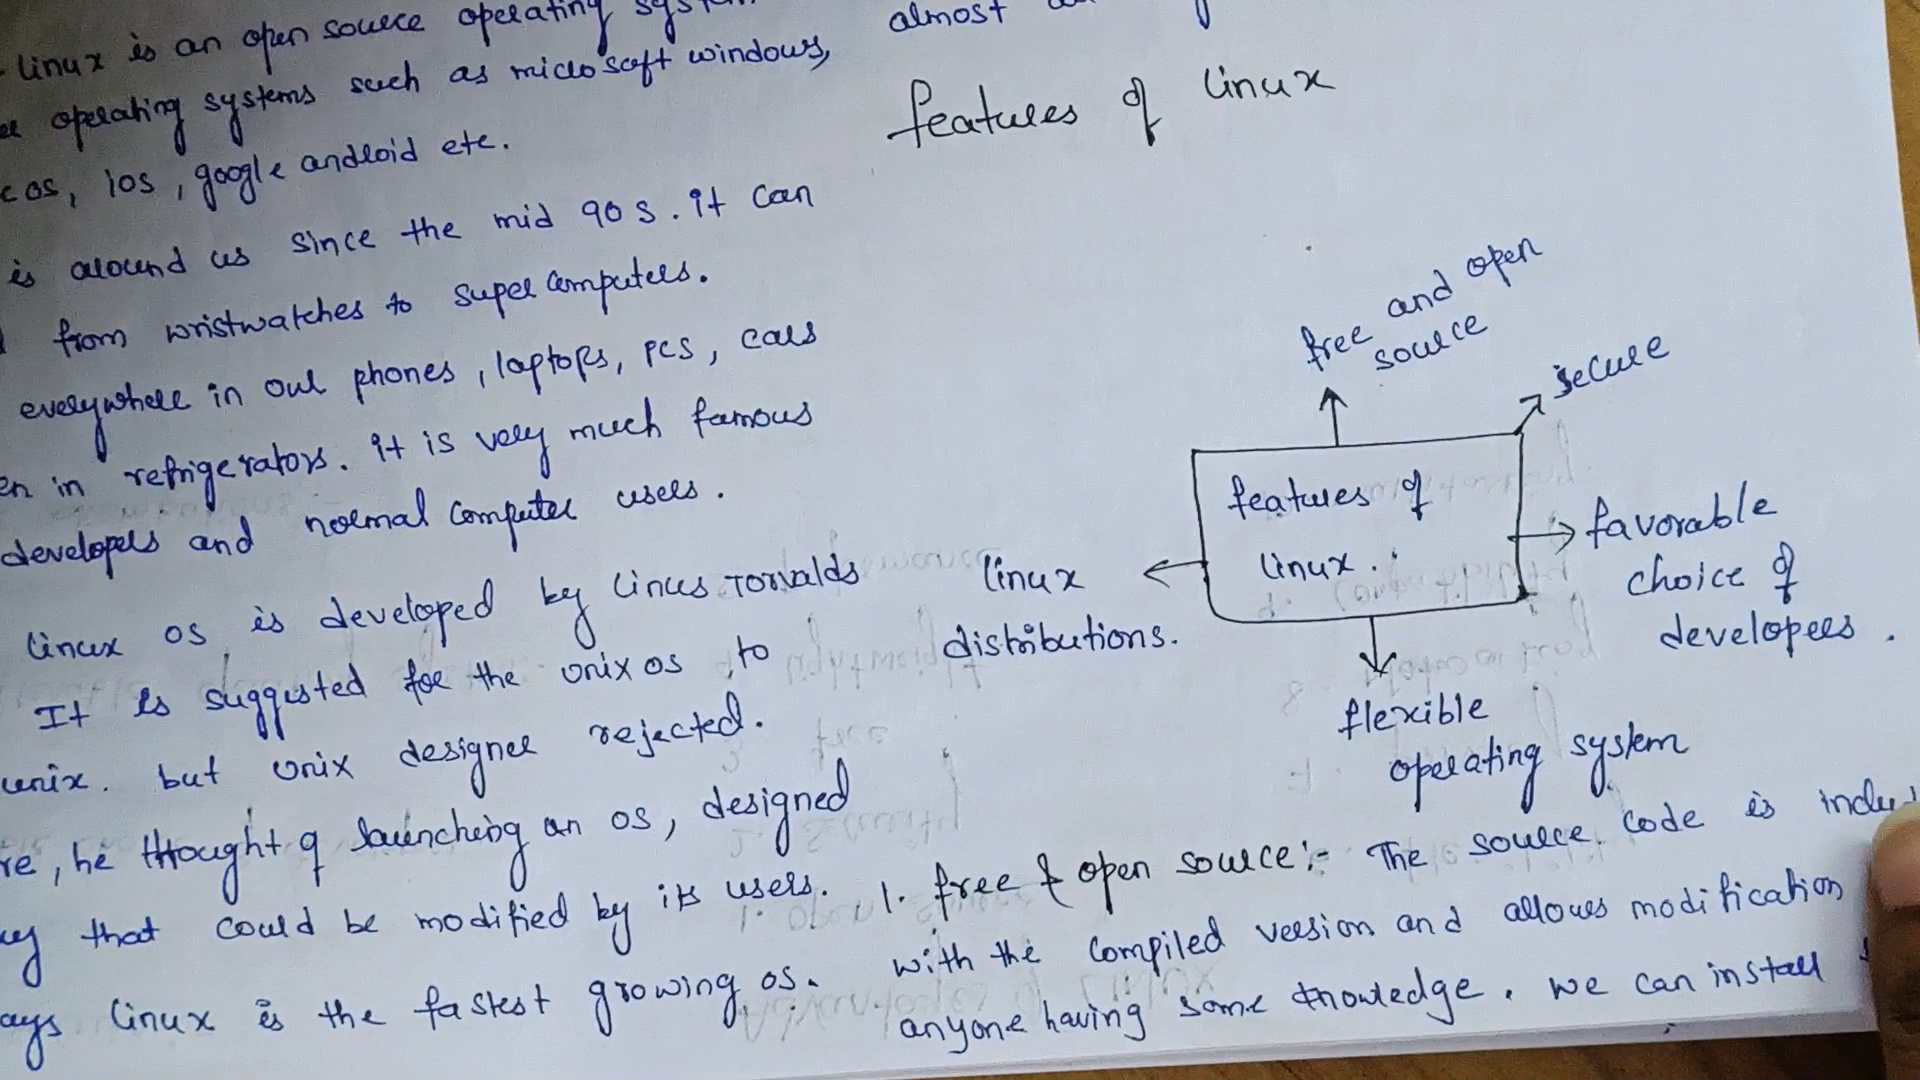 linux is an open source operating
operating systems such as microsoft windows,
ios, google android etc.
is around us since the mid 90s. it can
from wristwatches to super computers.
everywhere in our phones, laptops, pcs, cars
in refrigerators. it is very much famous
developers and normal computer users.
linux os is developed by linus torvalds
It is suggested for the unix os to
unix. but unix designer rejected.
he thought of launching an os, designed
that could be modified by its users.
linux is the fastest growing os.
almost
features of linux
free and open
source
secure
features of
linux.
favorable
choice of
developers.
linux
distributions.
flexible
operating system
1. free & open source:- The source code is
with the compiled version and allows modification
anyone having some knowledge. we can install